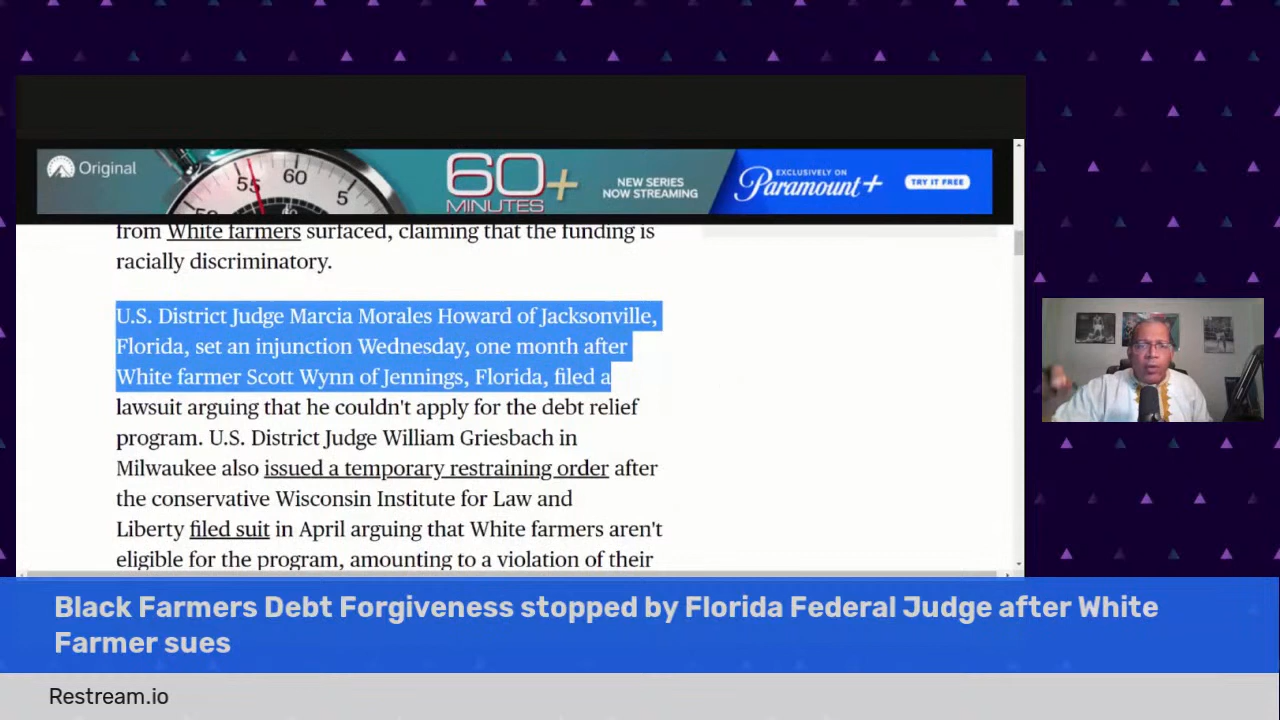 Original
55
60
5
60
MINUTES
+
NEW SERIES
NOW STREAMING
EXCLUSIVELY ON
Paramount+
TRY IT FREE
from White farmers surfaced, claiming that the funding is
racially discriminatory.
U.S. District Judge Marcia Morales Howard of Jacksonville,
Florida, set an injunction Wednesday, one month after
White farmer Scott Wynn of Jennings, Florida, filed a
lawsuit arguing that he couldn't apply for the debt relief
program. U.S. District Judge William Griesbach in
Milwaukee also issued a temporary restraining order after
the conservative Wisconsin Institute for Law and
Liberty filed suit in April arguing that White farmers aren't
eligible for the program, amounting to a violation of their
Black Farmers Debt Forgiveness stopped by Florida Federal Judge after White
Farmer sues
Restream.io